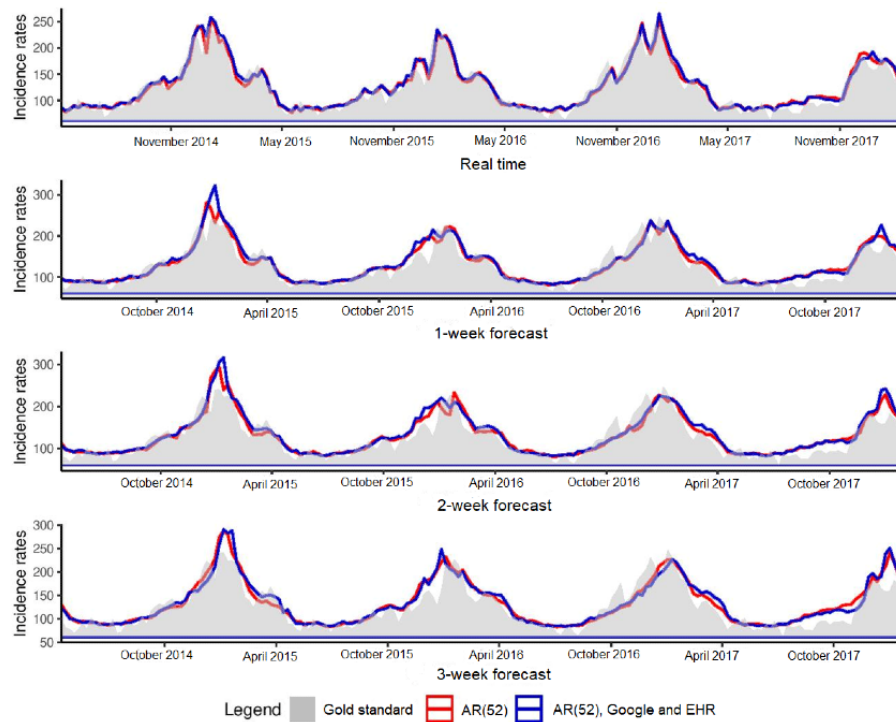 Incidence rates
250
200
150
100
November 2014 May 2015 November 2015 May 2016 November 2016 May 2017 November 2017
Real time
Incidence rates
300
200
100
October 2014 April 2015 October 2015 April 2016 October 2016 April 2017 October 2017
1-week forecast
Incidence rates
300
200
100
October 2014 April 2015 October 2015 April 2016 October 2016 April 2017 October 2017
2-week forecast
Incidence rates
300
250
200
150
100
50
October 2014 April 2015 October 2015 April 2016 October 2016 April 2017 October 2017
3-week forecast
Legend Gold standard AR(52) AR(52), Google and EHR